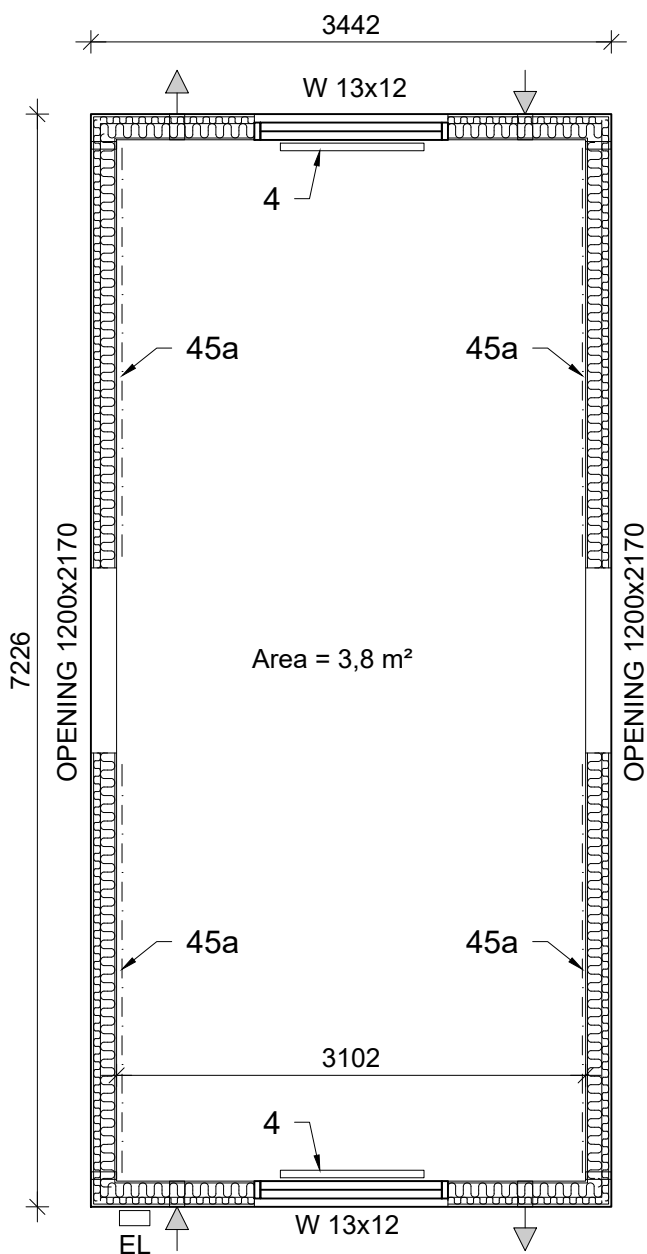 3442
W 13x12
4
45a
45a
OPENING 1200x2170
7226
Area = 3,8 m²
OPENING 1200x2170
45a
45a
3102
4
W 13x12
EL